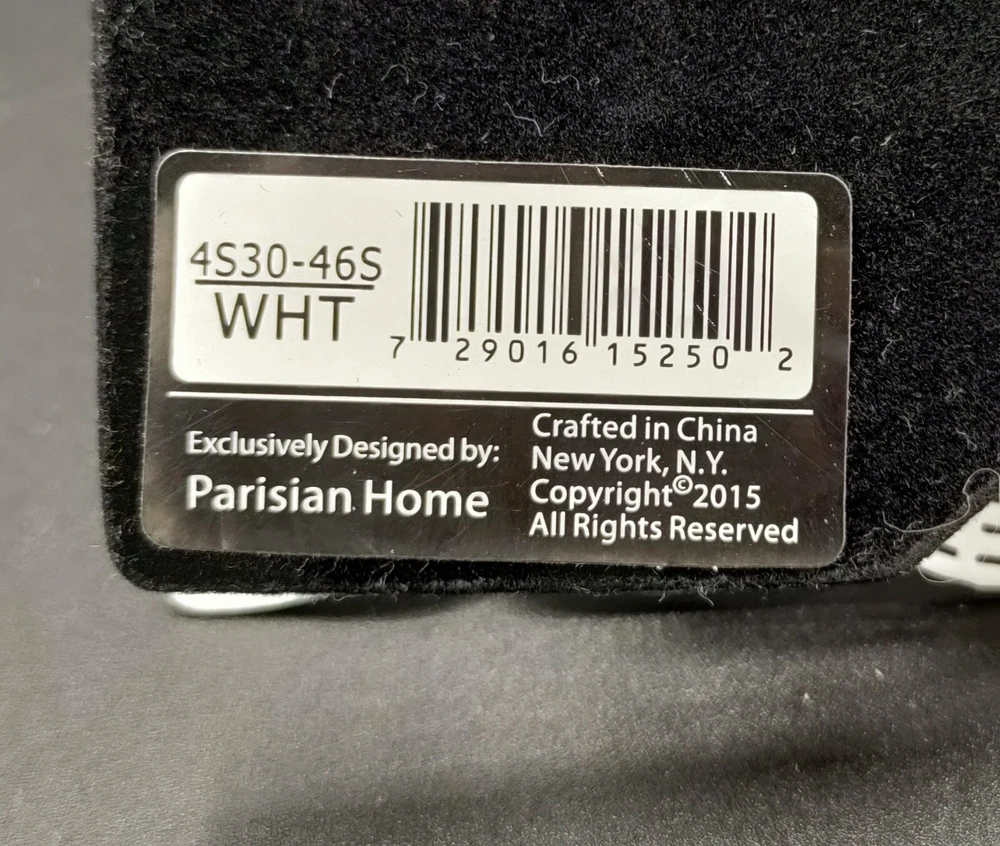 4S30-46S
WHT
7 29016 15250 2
Exclusively Designed by:
Parisian Home
Crafted in China
New York, N.Y.
Copyright©2015
All Rights Reserved